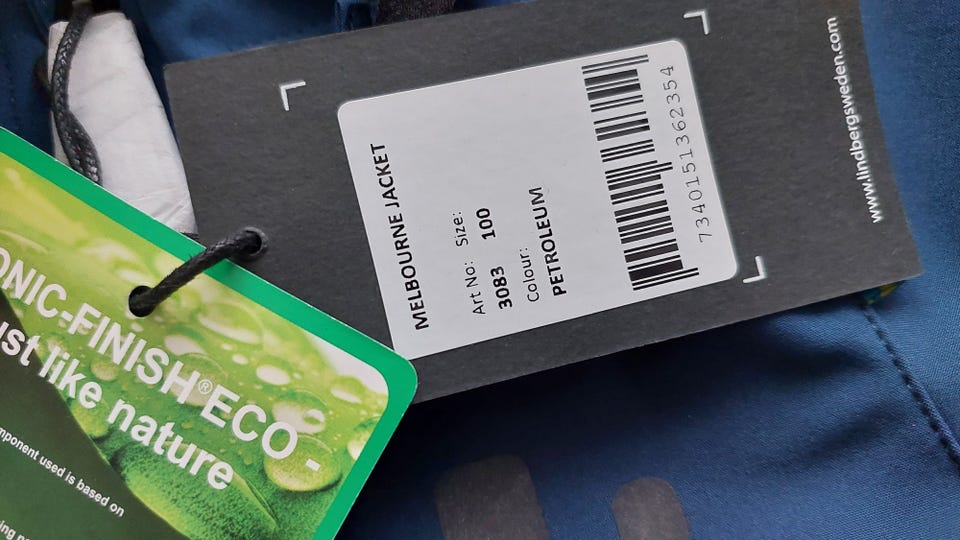 MELBOURNE JACKET
Art No: Size:
3083 100
Colour:
PETROLEUM
7340151362354
www.lindbergsweden.com
ONIC-FINISH®ECO -
ust like nature
mponent used is based on